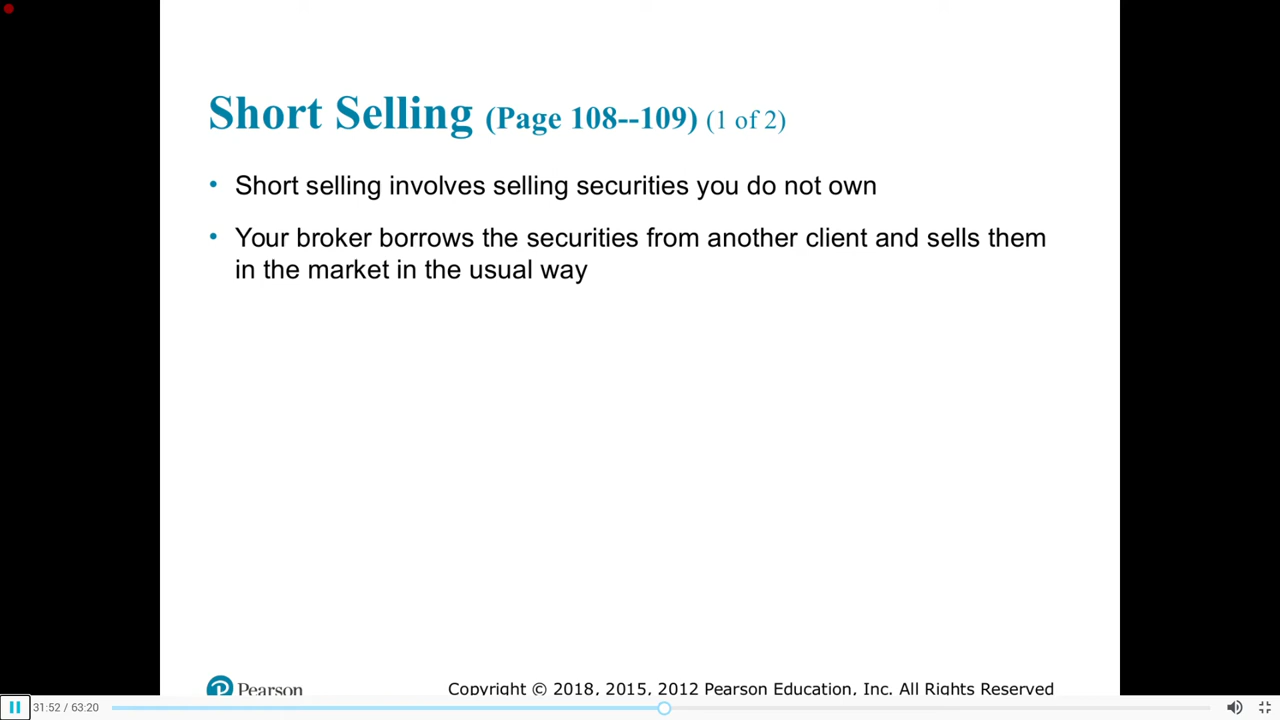 Short Selling (Page 108--109) (1 of 2)
• Short selling involves selling securities you do not own
• Your broker borrows the securities from another client and sells them
in the market in the usual way
Pearson
Copyright © 2018, 2015, 2012 Pearson Education, Inc. All Rights Reserved
31:52 / 63:20